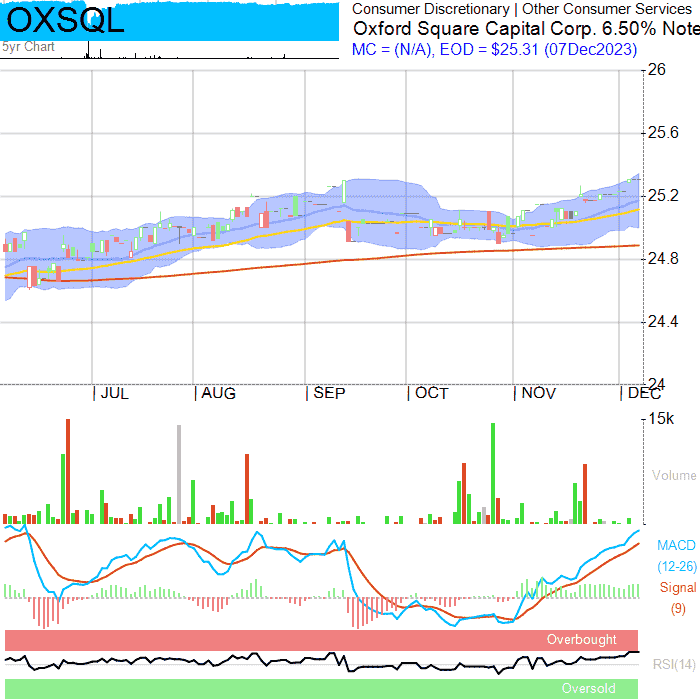 OXSQL
5yr Chart
Consumer Discretionary | Other Consumer Services
Oxford Square Capital Corp. 6.50% Note
MC = (N/A), EOD = $25.31 (07Dec2023)
26
25.6
25.2
24.8
24.4
24
JUL AUG SEP OCT NOV DEC
15k
Volume
MACD
(12-26)
Signal
(9)
Overbought
RSI(14)
Oversold